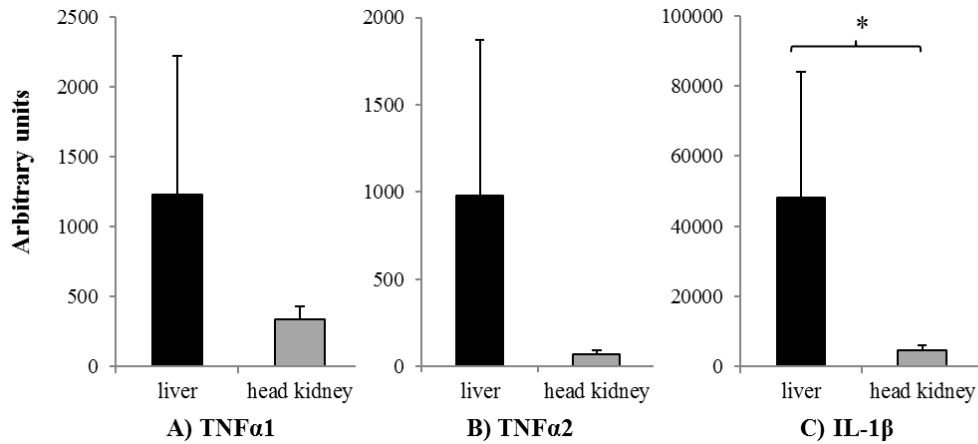 Arbitrary units
2500
2000
1500
1000
500
0
liver head kidney
A) TNFα1
2000
1500
1000
500
0
liver head kidney
B) TNFα2
100000
80000
60000
40000
20000
0
*
liver head kidney
C) IL-1β